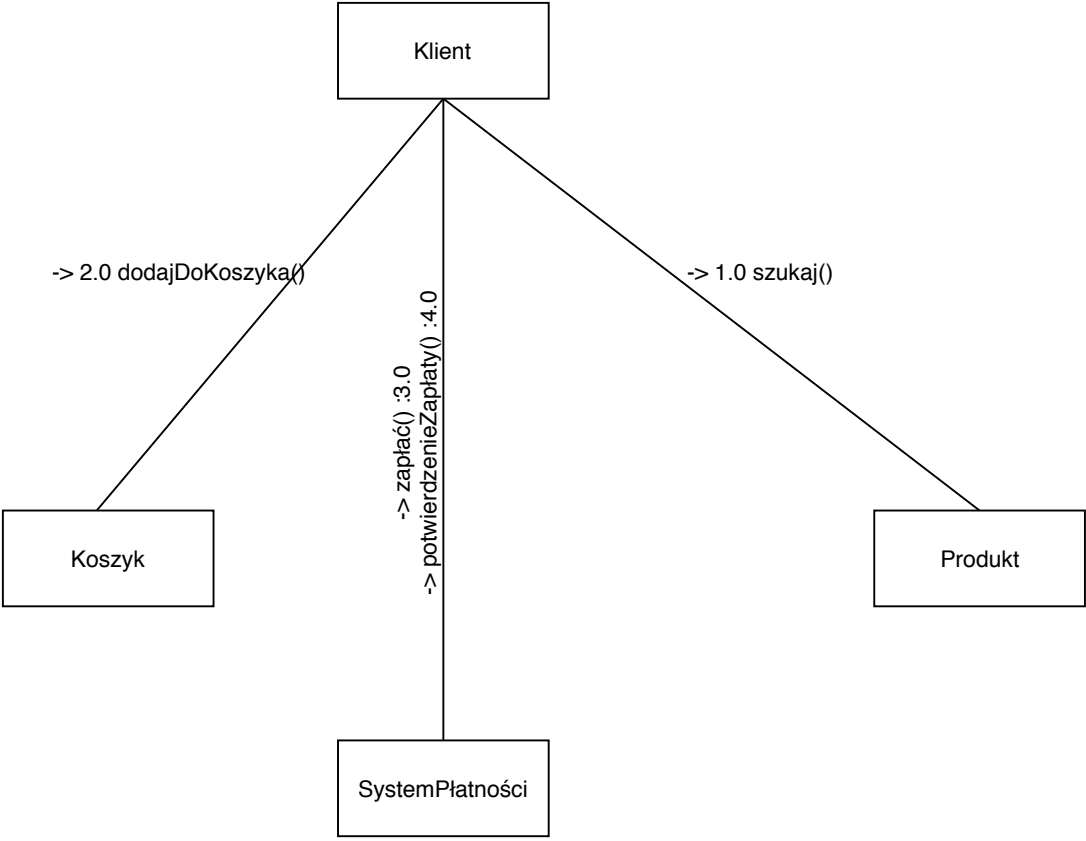 Klient
-> 2.0 dodajDoKoszyka()
-> 1.0 szukaj()
-> zapłać() :3.0
-> potwierdzenieZapłaty() :4.0
Koszyk
Produkt
SystemPłatności